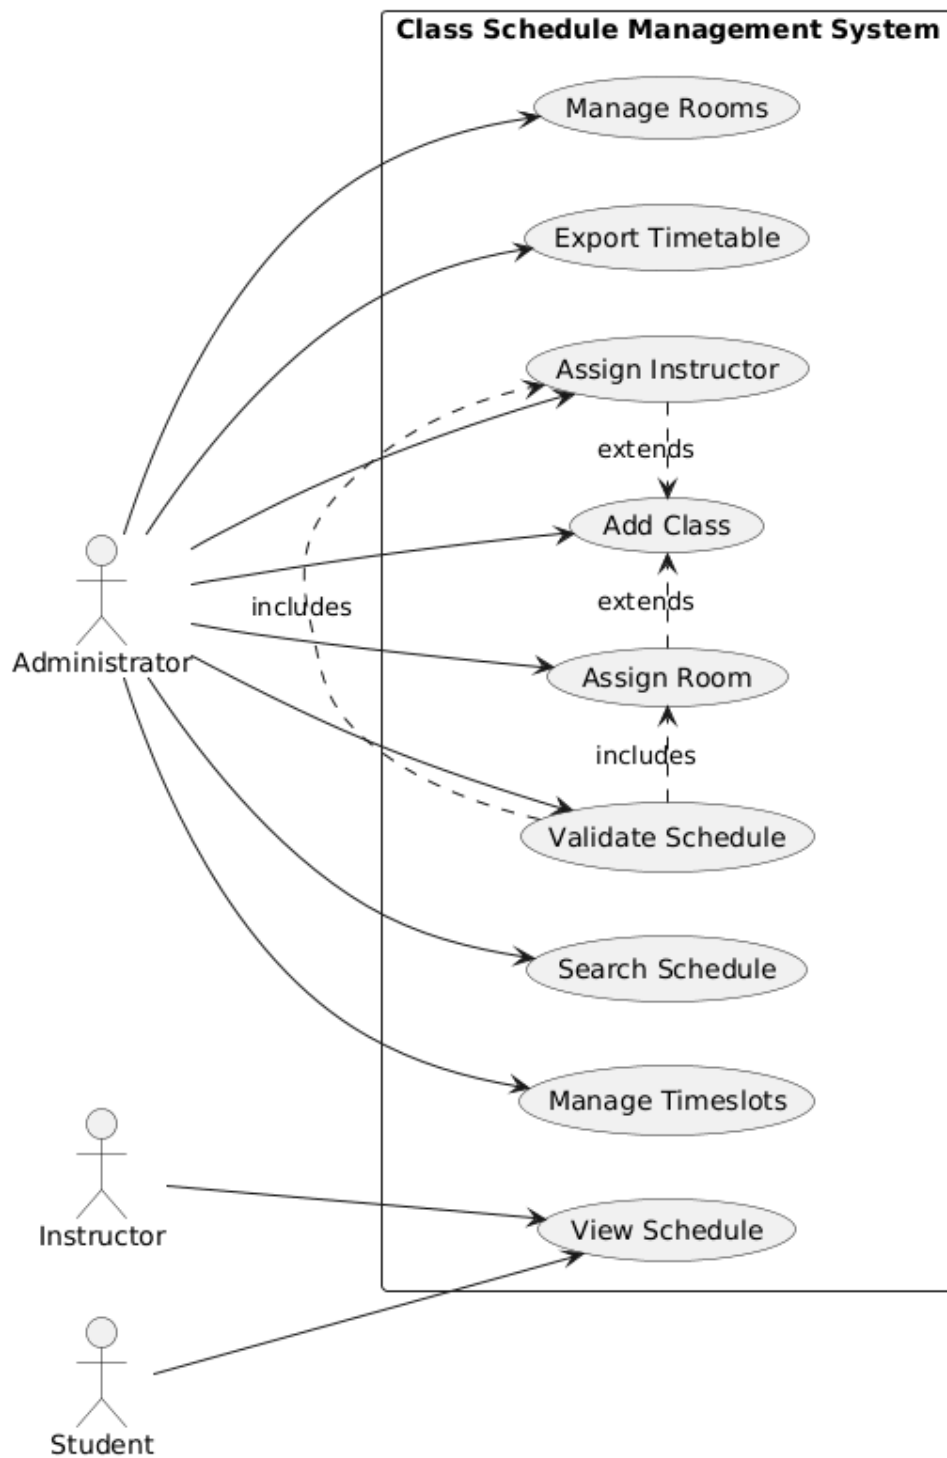 Class Schedule Management System
Manage Rooms
Export Timetable
Assign Instructor
extends
Add Class
extends
includes
Administrator
Assign Room
includes
Validate Schedule
Search Schedule
Manage Timeslots
Instructor
View Schedule
Student